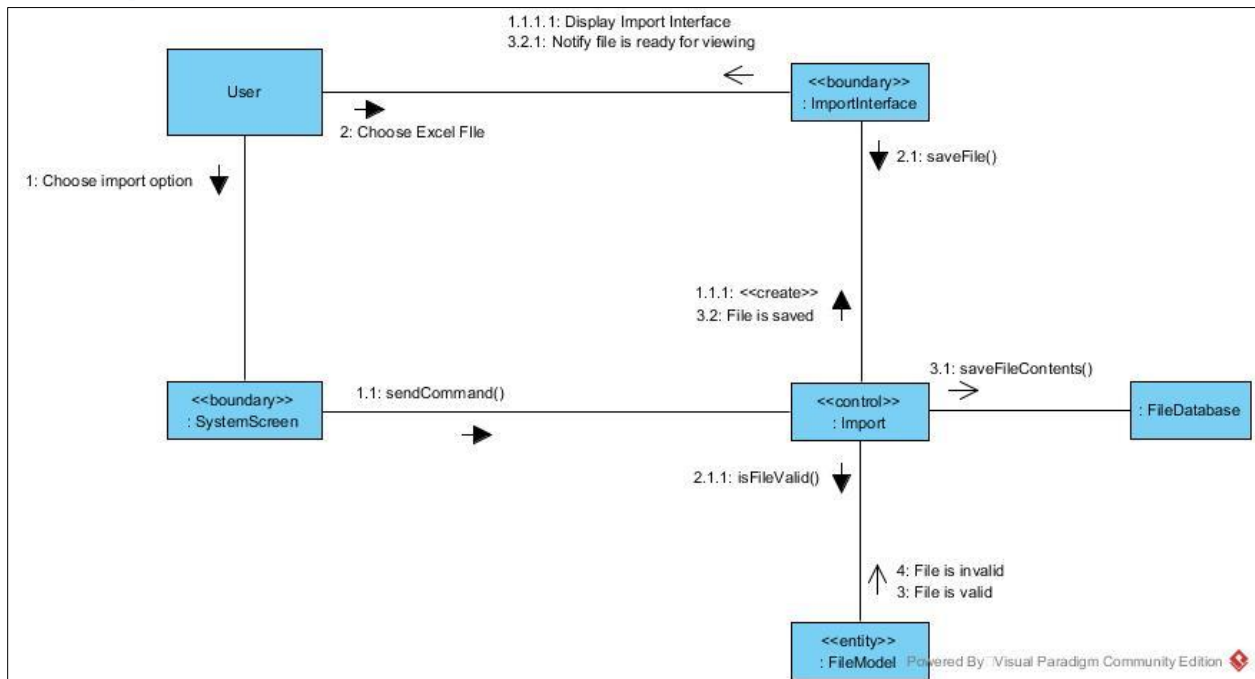 1.1.1.1: Display Import Interface
3.2.1: Notify file is ready for viewing
User
<<boundary>>
: ImportInterface
2: Choose Excel FIle
2.1: saveFile()
1: Choose import option
1.1.1: <<create>>
3.2: File is saved
3.1: saveFileContents()
<<boundary>>
: SystemScreen
1.1: sendCommand()
<<control>>
: Import
: FileDatabase
2.1.1: isFileValid()
4: File is invalid
3: File is valid
<<entity>>
: FileModel
Powered By Visual Paradigm Community Edition